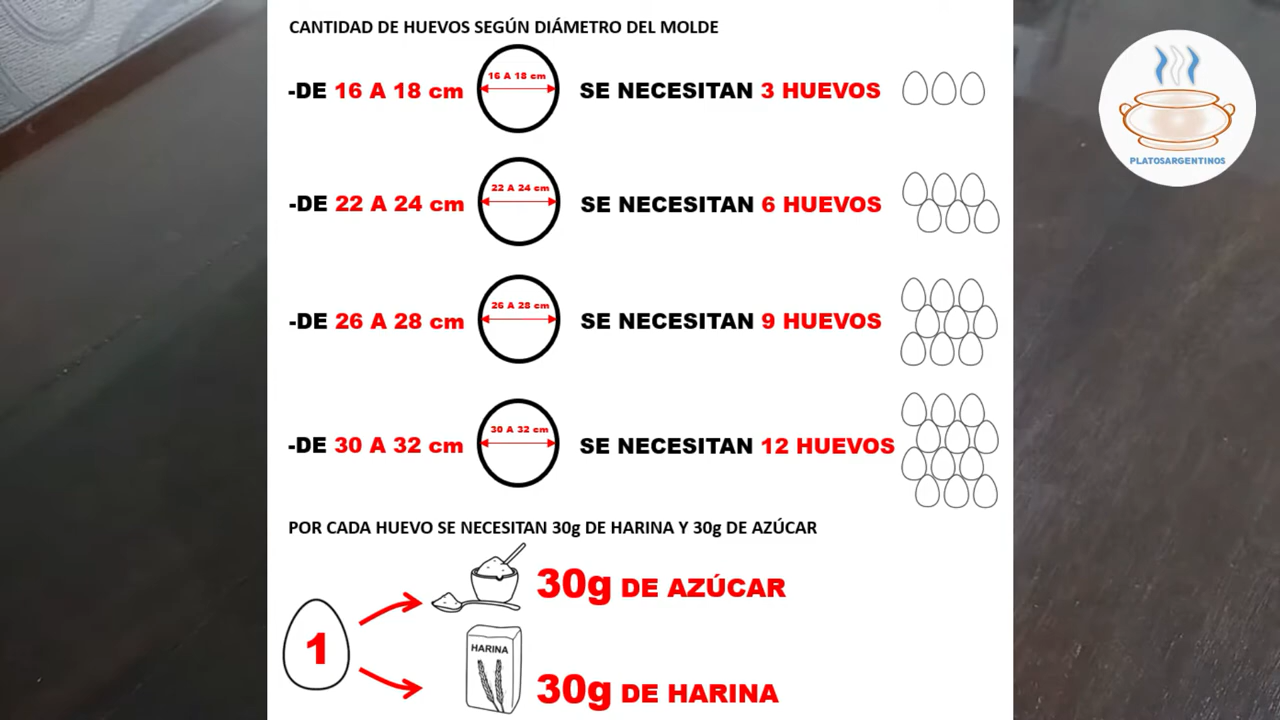 CANTIDAD DE HUEVOS SEGÚN DIÁMETRO DEL MOLDE
-DE 16 A 18 cm
16 A 18 cm
SE NECESITAN 3 HUEVOS
PLATOSARGENTINOS
-DE 22 A 24 cm
22 A 24 cm
SE NECESITAN 6 HUEVOS
-DE 26 A 28 cm
26 A 28 cm
SE NECESITAN 9 HUEVOS
-DE 30 A 32 cm
30 A 32 cm
SE NECESITAN 12 HUEVOS
POR CADA HUEVO SE NECESITAN 30g DE HARINA Y 30g DE AZÚCAR
30g DE AZÚCAR
1
HARINA
30g DE HARINA